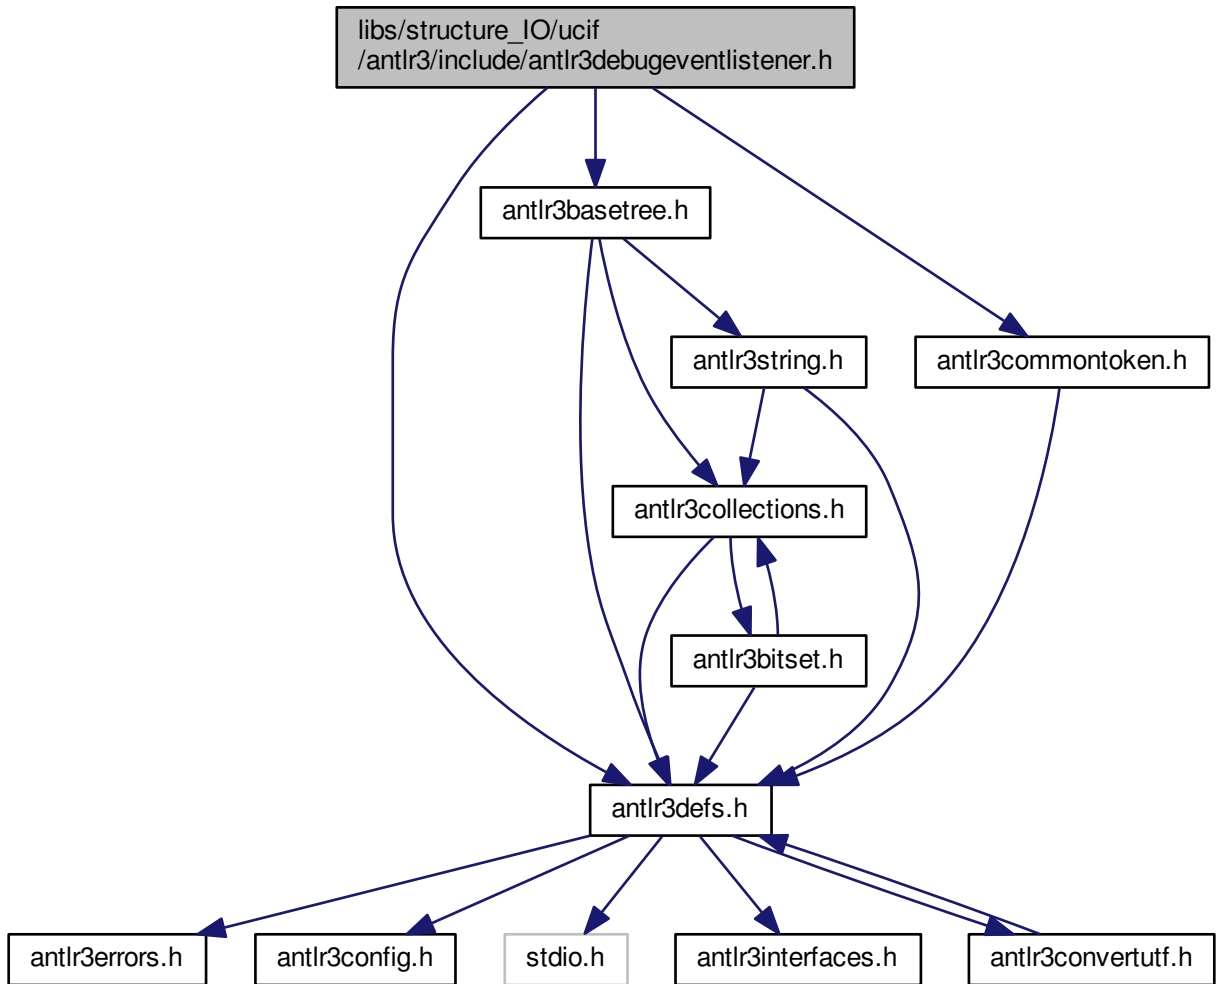 libs/structure_IO/ucif
/antlr3/include/antlr3debugeventlistener.h
antlr3basetree.h
antlr3string.h
antlr3commontoken.h
antlr3collections.h
antlr3bitset.h
antlr3defs.h
antlr3errors.h
antlr3config.h
stdio.h
antlr3interfaces.h
antlr3convertutf.h